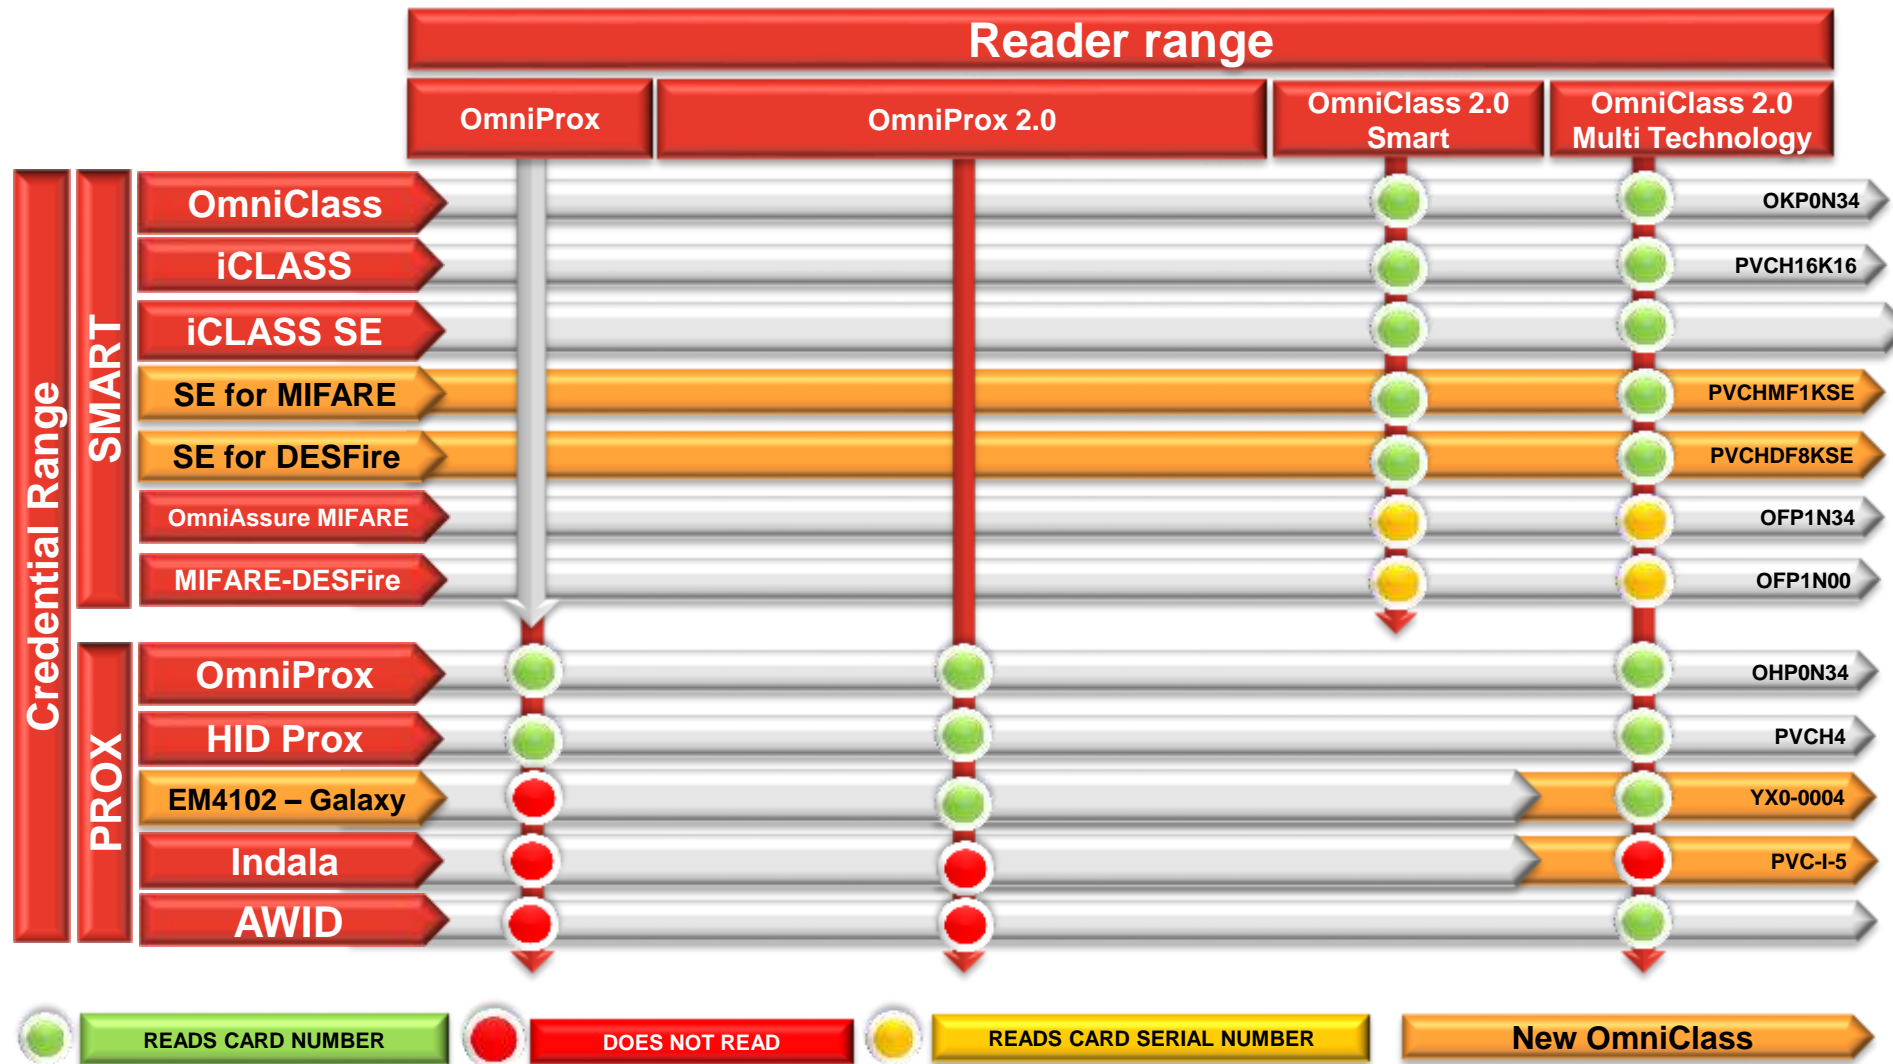 Reader range
OmniProx
OmniProx 2.0
OmniClass 2.0
Smart
OmniClass 2.0
Multi Technology
Credential Range
SMART
OmniClass
OKP0N34
iCLASS
PVCH16K16
iCLASS SE
SE for MIFARE
PVCHMF1KSE
SE for DESFire
PVCHDF8KSE
OmniAssure MIFARE
OFP1N34
MIFARE-DESFire
OFP1N00
PROX
OmniProx
OHP0N34
HID Prox
PVCH4
EM4102 – Galaxy
YX0-0004
Indala
PVC-I-5
AWID
READS CARD NUMBER
DOES NOT READ
READS CARD SERIAL NUMBER
New OmniClass